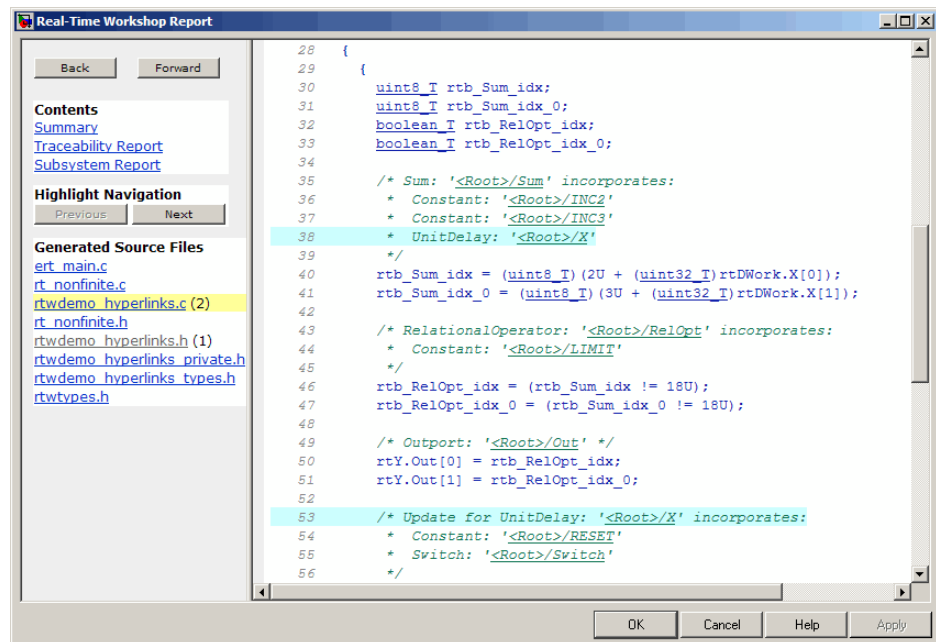 Real-Time Workshop Report
Back Forward
Contents
Summary
Traceability Report
Subsystem Report
Highlight Navigation
Previous Next
Generated Source Files
ert_main.c
rt_nonfinite.c
rtwdemo_hyperlinks.c (2)
rt_nonfinite.h
rtwdemo_hyperlinks.h (1)
rtwdemo_hyperlinks_private.h
rtwdemo_hyperlinks_types.h
rtwtypes.h
28 {
29 {
30 uint8_T rtb_Sum_idx;
31 uint8_T rtb_Sum_idx_0;
32 boolean_T rtb_RelOpt_idx;
33 boolean_T rtb_RelOpt_idx_0;
34
35 /* Sum: '<Root>/Sum' incorporates:
36 * Constant: '<Root>/INC2'
37 * Constant: '<Root>/INC3'
38 * UnitDelay: '<Root>/X'
39 */
40 rtb_Sum_idx = (uint8_T)(2U + (uint32_T)rtDWork.X[0]);
41 rtb_Sum_idx_0 = (uint8_T)(3U + (uint32_T)rtDWork.X[1]);
42
43 /* RelationalOperator: '<Root>/RelOpt' incorporates:
44 * Constant: '<Root>/LIMIT'
45 */
46 rtb_RelOpt_idx = (rtb_Sum_idx != 18U);
47 rtb_RelOpt_idx_0 = (rtb_Sum_idx_0 != 18U);
48
49 /* Outport: '<Root>/Out' */
50 rtY.Out[0] = rtb_RelOpt_idx;
51 rtY.Out[1] = rtb_RelOpt_idx_0;
52
53 /* Update for UnitDelay: '<Root>/X' incorporates:
54 * Constant: '<Root>/RESET'
55 * Switch: '<Root>/Switch'
56 */
OK Cancel Help Apply